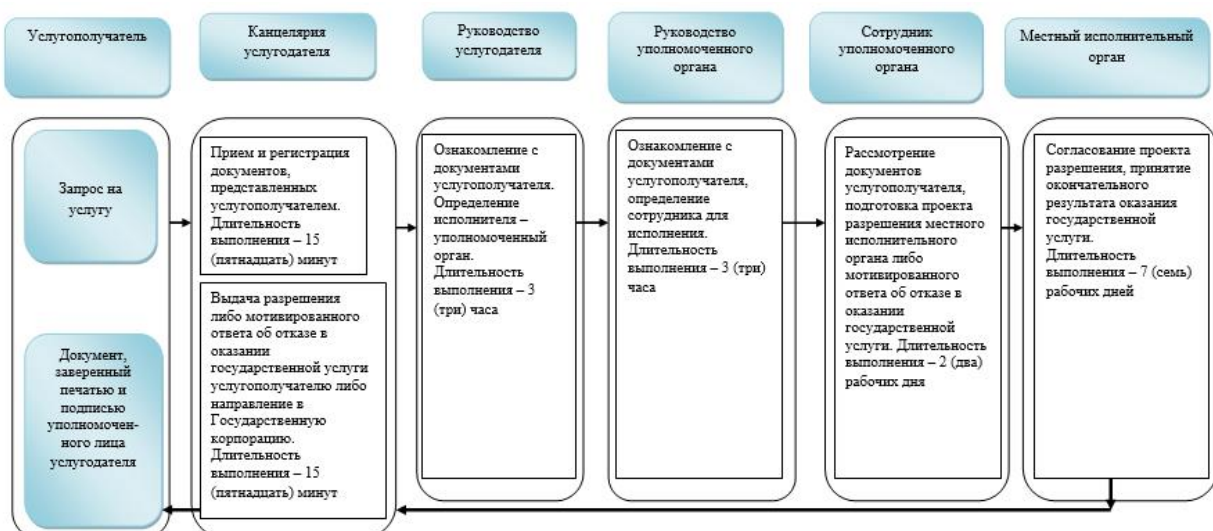 Услугополучатель
Канцелярия
услугодателя
Руководство
услугодателя
Руководство
уполномоченного
органа
Сотрудник
уполномоченного
органа
Местный исполнительный
орган
Запрос на
услугу
Прием и регистрация
документов,
представленных
услугополучателем.
Длительность
выполнения – 15
(пятнадцать) минут
Ознакомление с
документами
услугополучателя.
Определение
исполнителя –
уполномоченный
орган.
Длительность
выполнения – 3
(три) часа
Ознакомление с
документами
услугополучателя,
определение
сотрудника для
исполнения.
Длительность
выполнения – 3 (три)
часа
Рассмотрение
документов
услугополучателя,
подготовка проекта
разрешения местного
исполнительного
органа либо
мотивированного
ответа об отказе в
оказании
государственной
услуги. Длительность
выполнения – 2 (два)
рабочих дня
Согласование проекта
разрешения, принятие
окончательного
результата оказания
государственной
услуги.
Длительность
выполнения – 7 (семь)
рабочих дней
Документ,
заверенный
печатью и
подписью
уполномочен-
ного лица
услугодателя
Выдача разрешения
либо мотивированного
ответа об отказе в
оказании
государственной услуги
услугополучателю либо
направление в
Государственную
корпорацию.
Длительность
выполнения – 15
(пятнадцать) минут